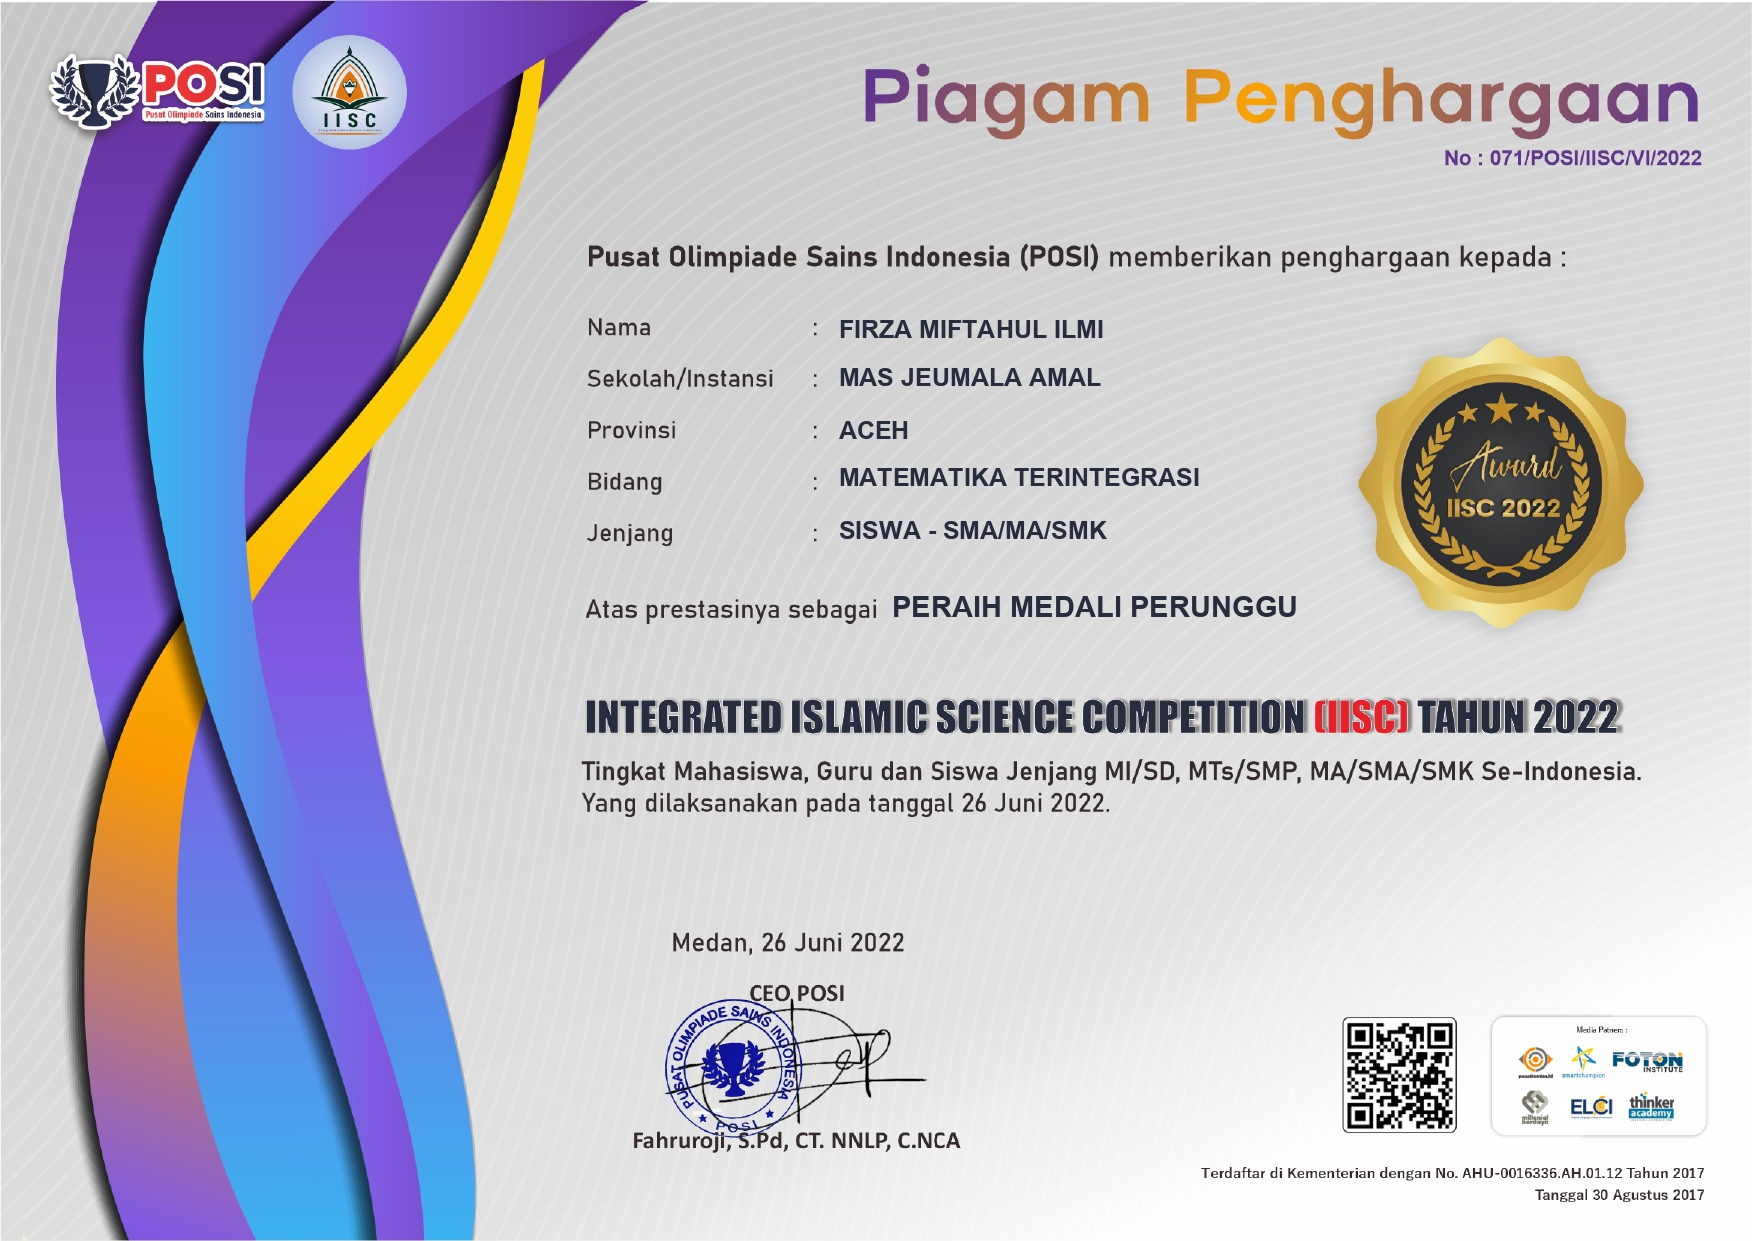 POSI
Pusat Olimpiade Sains Indonesia
IISC
Piagam Penghargaan
No : 071/POSI/IISC/VI/2022
Pusat Olimpiade Sains Indonesia (POSI) memberikan penghargaan kepada :
Nama : FIRZA MIFTAHUL ILMI
Sekolah/Instansi : MAS JEUMALA AMAL
Provinsi : ACEH
Bidang : MATEMATIKA TERINTEGRASI
Jenjang : SISWA - SMA/MA/SMK
Award
IISC 2022
Atas prestasinya sebagai PERAIH MEDALI PERUNGGU
INTEGRATED ISLAMIC SCIENCE COMPETITION (IISC) TAHUN 2022
Tingkat Mahasiswa, Guru dan Siswa Jenjang MI/SD, MTs/SMP, MA/SMA/SMK Se-Indonesia.
Yang dilaksanakan pada tanggal 26 Juni 2022.
Medan, 26 Juni 2022
CEO POSI
PUSAT OLIMPIADE SAINS INDONESIA
POSI
Fahruroji, S.Pd, CT. NNLP, C.NCA
Media Patners :
smartchampion
FOTON
INSTITUTE
ELCI
thinker
academy
Terdaftar di Kementerian dengan No. AHU-0016336.AH.01.12 Tahun 2017
Tanggal 30 Agustus 2017